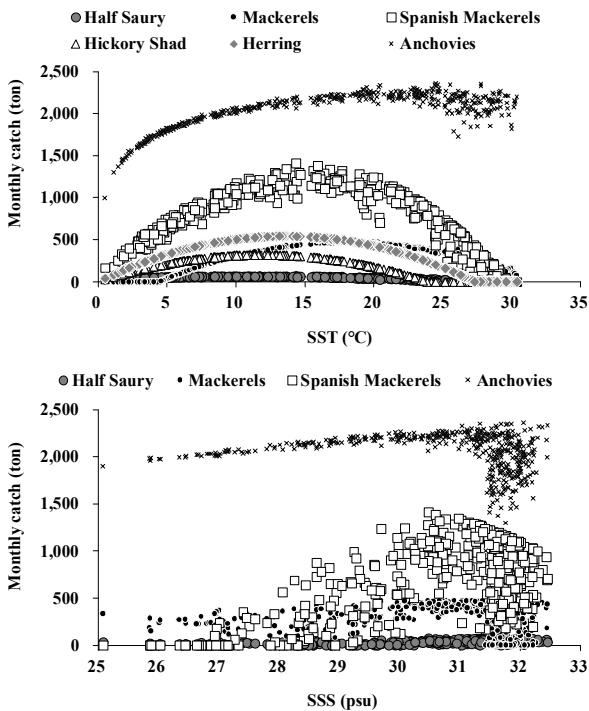 Half Saury Mackerels Spanish Mackerels
Hickory Shad Herring Anchovies
Monthly catch (ton)
2,500
2,000
1,500
1,000
500
0
0 5 10 15 20 25 30 35
SST (°C)
Half Saury Mackerels Spanish Mackerels Anchovies
Monthly catch (ton)
2,500
2,000
1,500
1,000
500
0
25 26 27 28 29 30 31 32 33
SSS (psu)